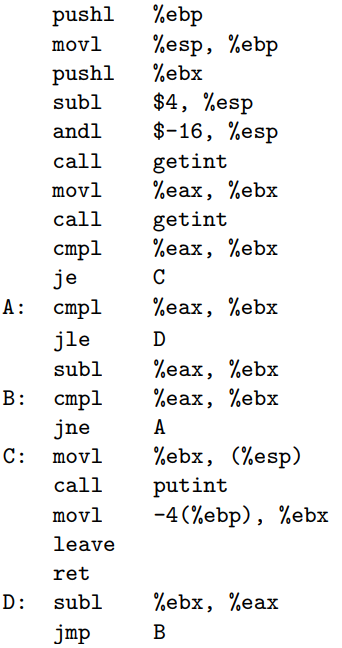 pushl %ebp
movl %esp, %ebp
pushl %ebx
subl $4, %esp
andl $-16, %esp
call getint
movl %eax, %ebx
call getint
cmpl %eax, %ebx
je C
A: cmpl %eax, %ebx
jle D
subl %eax, %ebx
B: cmpl %eax, %ebx
jne A
C: movl %ebx, (%esp)
call putint
movl -4(%ebp), %ebx
leave
ret
D: subl %ebx, %eax
jmp B